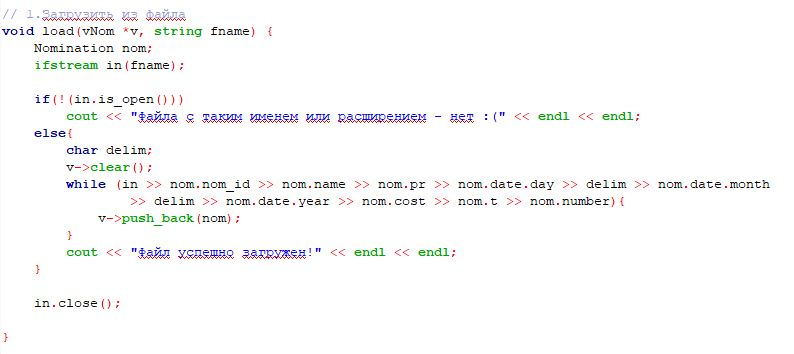 // 1.Загрузить из файла
void load(vNom *v, string fname) {
    Nomination nom;
    ifstream in(fname);

    if(!(in.is_open()))
        cout << "файла с таким именем или расширением - нет :(" << endl << endl;
    else{
        char delim;
        v->clear();
        while (in >> nom.nom_id >> nom.name >> nom.pr >> nom.date.day >> delim >> nom.date.month
                >> delim >> nom.date.year >> nom.cost >> nom.t >> nom.number){
            v->push_back(nom);
        }
        cout << "файл успешно загружен!" << endl << endl;
    }

    in.close();

}